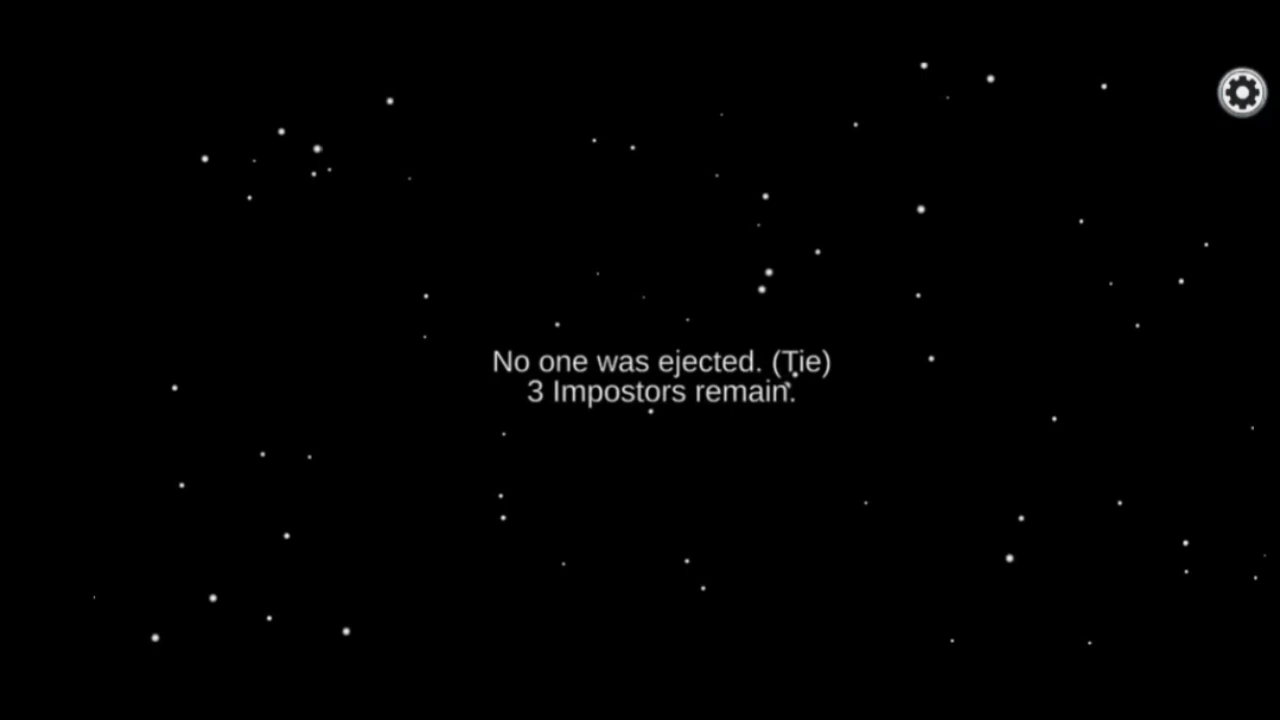 No one was ejected. (Tie)
3 Impostors remain.